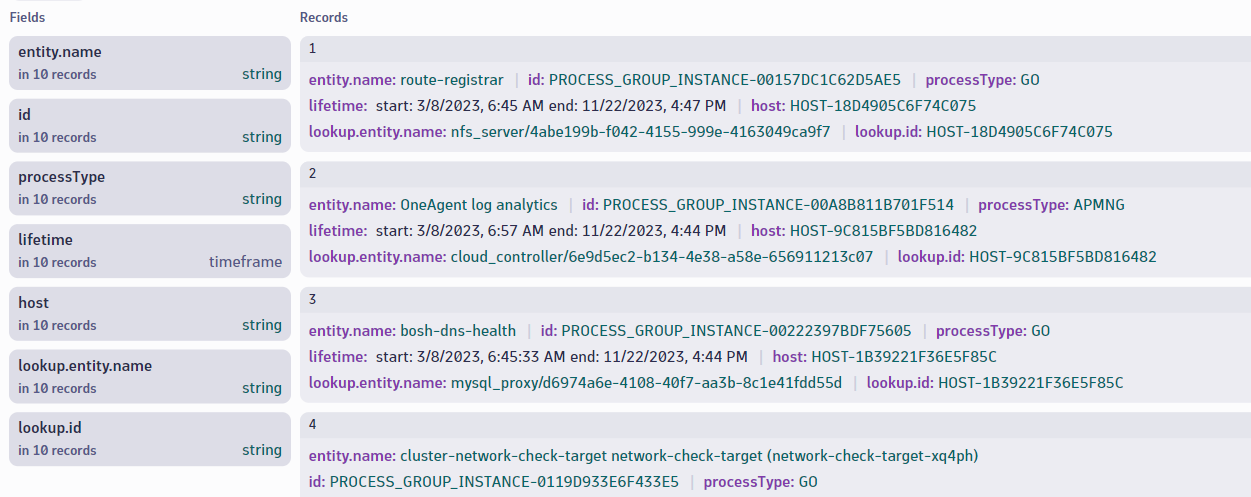 Fields
entity.name
in 10 records string
id
in 10 records string
processType
in 10 records string
lifetime
in 10 records timeframe
host
in 10 records string
lookup.entity.name
in 10 records string
lookup.id
in 10 records string
Records
1
entity.name: route-registrar | id: PROCESS_GROUP_INSTANCE-00157DC1C62D5AE5 | processType: GO
lifetime: start: 3/8/2023, 6:45 AM end: 11/22/2023, 4:47 PM | host: HOST-18D4905C6F74C075
lookup.entity.name: nfs_server/4abe199b-f042-4155-999e-4163049ca9f7 | lookup.id: HOST-18D4905C6F74C075
2
entity.name: OneAgent log analytics | id: PROCESS_GROUP_INSTANCE-00A8B811B701F514 | processType: APMNG
lifetime: start: 3/8/2023, 6:57 AM end: 11/22/2023, 4:44 PM | host: HOST-9C815BF5BD816482
lookup.entity.name: cloud_controller/6e9d5ec2-b134-4e38-a58e-656911213c07 | lookup.id: HOST-9C815BF5BD816482
3
entity.name: bosh-dns-health | id: PROCESS_GROUP_INSTANCE-00222397BDF75605 | processType: GO
lifetime: start: 3/8/2023, 6:45:33 AM end: 11/22/2023, 4:44 PM | host: HOST-1B39221F36E5F85C
lookup.entity.name: mysql_proxy/d6974a6e-4108-40f7-aa3b-8c1e41fdd55d | lookup.id: HOST-1B39221F36E5F85C
4
entity.name: cluster-network-check-target network-check-target (network-check-target-xq4ph)
id: PROCESS_GROUP_INSTANCE-0119D933E6F433E5 | processType: GO